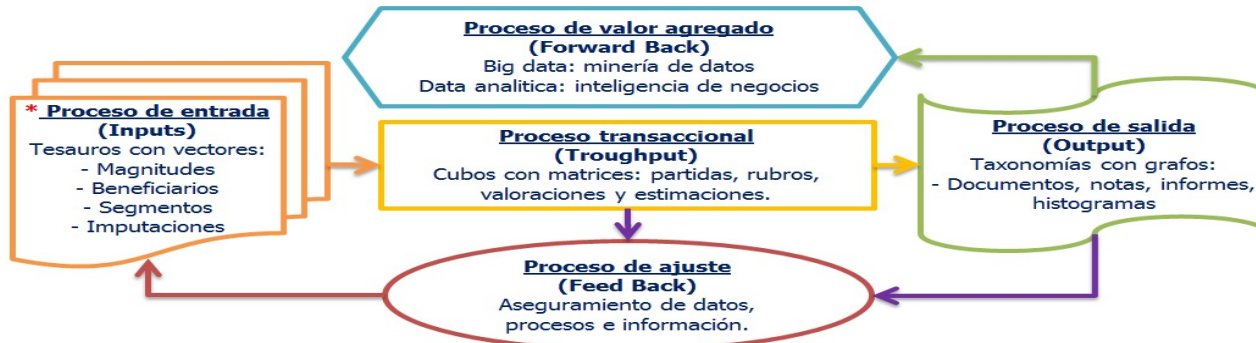 Proceso de valor agregado
(Forward Back)
Big data: minería de datos
Data analitica: inteligencia de negocios
* Proceso de entrada
(Inputs)
Tesauros con vectores:
- Magnitudes
- Beneficiarios
- Segmentos
- Imputaciones
Proceso transaccional
(Troughput)
Cubos con matrices: partidas, rubros,
valoraciones y estimaciones.
Proceso de salida
(Output)
Taxonomías con grafos:
- Documentos, notas, informes,
histogramas
Proceso de ajuste
(Feed Back)
Aseguramiento de datos,
procesos e información.